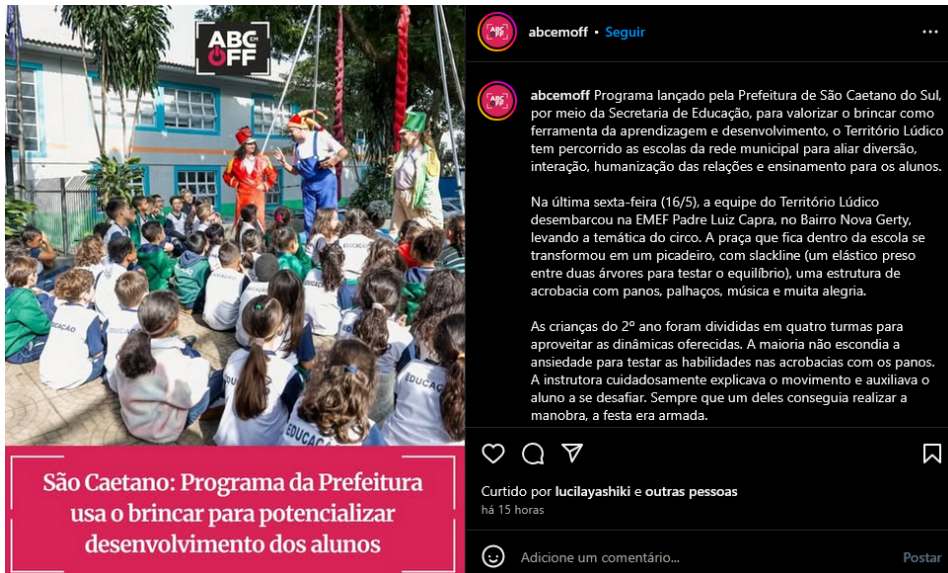 ABC EM
OFF
São Caetano: Programa da Prefeitura
usa o brincar para potencializar
desenvolvimento dos alunos
EDUCAÇÃO
EDUCAÇÃO
EDUCAÇÃO
abcemoff • Seguir
abcemoff Programa lançado pela Prefeitura de São Caetano do Sul,
por meio da Secretaria de Educação, para valorizar o brincar como
ferramenta da aprendizagem e desenvolvimento, o Território Lúdico
tem percorrido as escolas da rede municipal para aliar diversão,
interação, humanização das relações e ensinamento para os alunos.
Na última sexta-feira (16/5), a equipe do Território Lúdico
desembarcou na EMEF Padre Luiz Capra, no Bairro Nova Gerty,
levando a temática do circo. A praça que fica dentro da escola se
transformou em um picadeiro, com slackline (um elástico preso
entre duas árvores para testar o equilíbrio), uma estrutura de
acrobacia com panos, palhaços, música e muita alegria.
As crianças do 2º ano foram divididas em quatro turmas para
aproveitar as dinâmicas oferecidas. A maioria não escondia a
ansiedade para testar as habilidades nas acrobacias com os panos.
A instrutora cuidadosamente explicava o movimento e auxiliava o
aluno a se desafiar. Sempre que um deles conseguia realizar a
manobra, a festa era armada.
Curtido por lucilayashiki e outras pessoas
há 15 horas
Adicione um comentário...
Postar